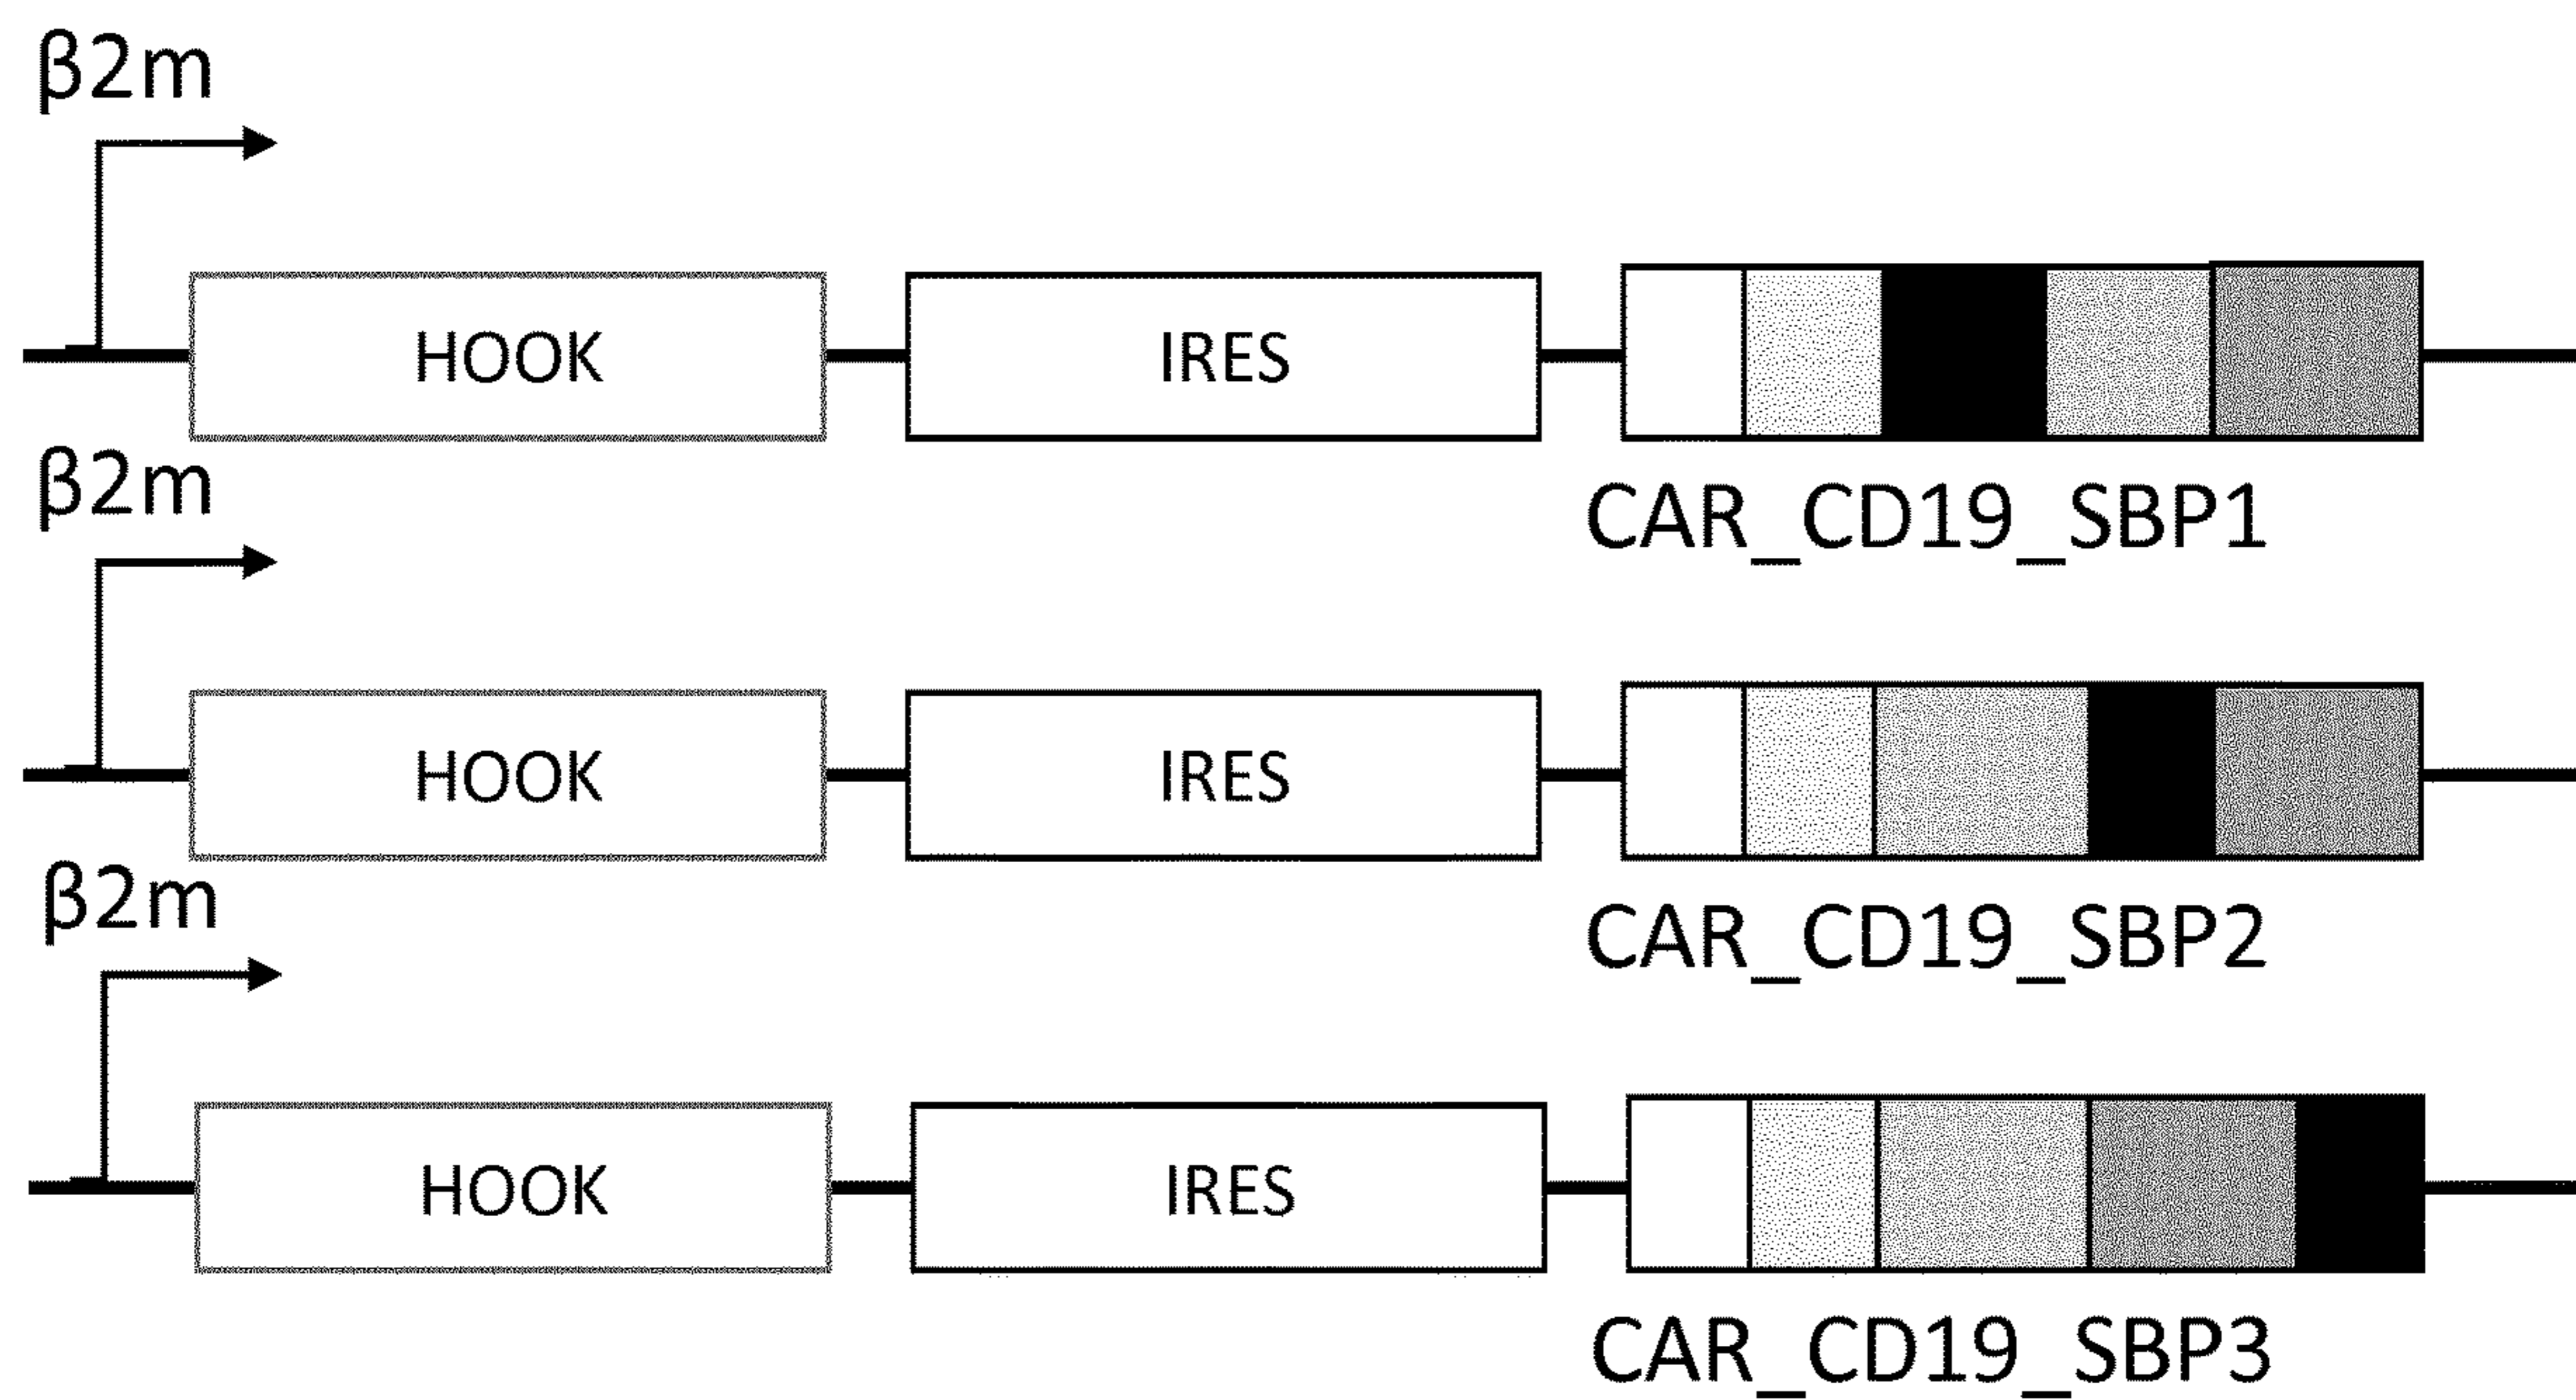 β2m
HOOK IRES
CAR_CD19_SBP1
β2m
HOOK IRES
CAR_CD19_SBP2
β2m
HOOK IRES
CAR_CD19_SBP3